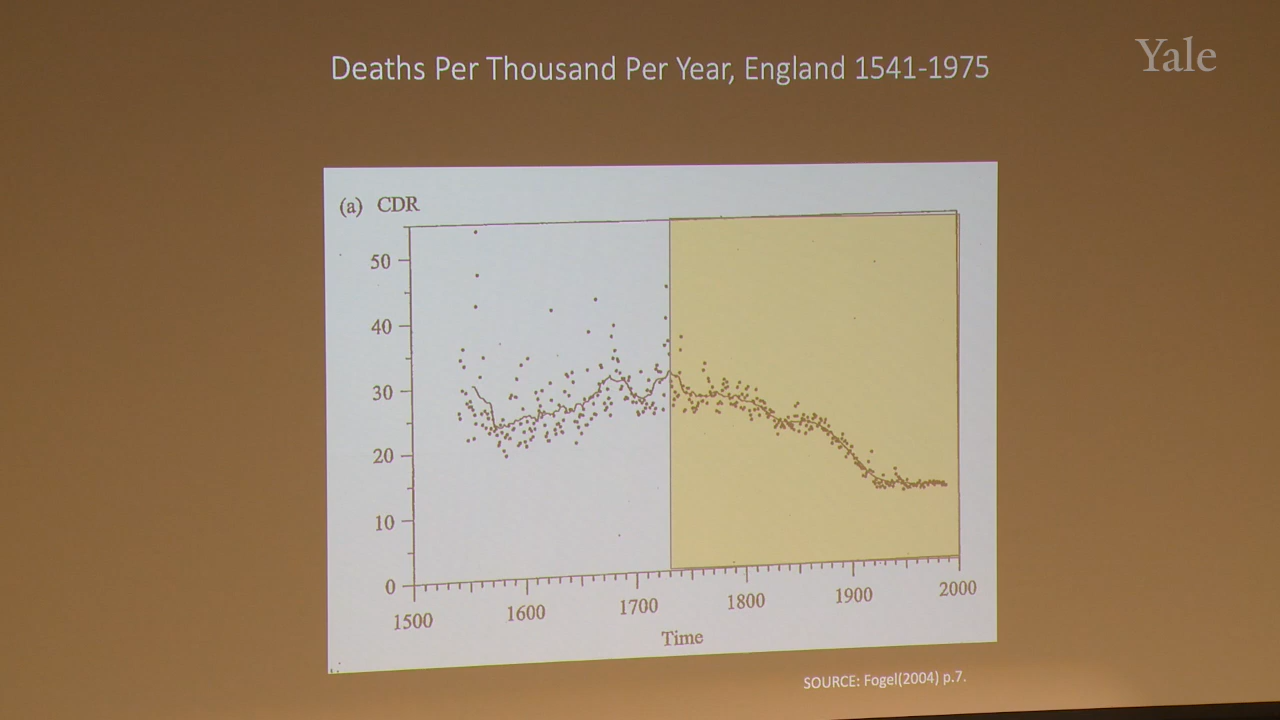 Deaths Per Thousand Per Year, England 1541-1975
Yale
(a) CDR
50
40
30
20
10
0
1500
1600
1700
1800
1900
2000
Time
SOURCE: Fogel(2004) p.7.